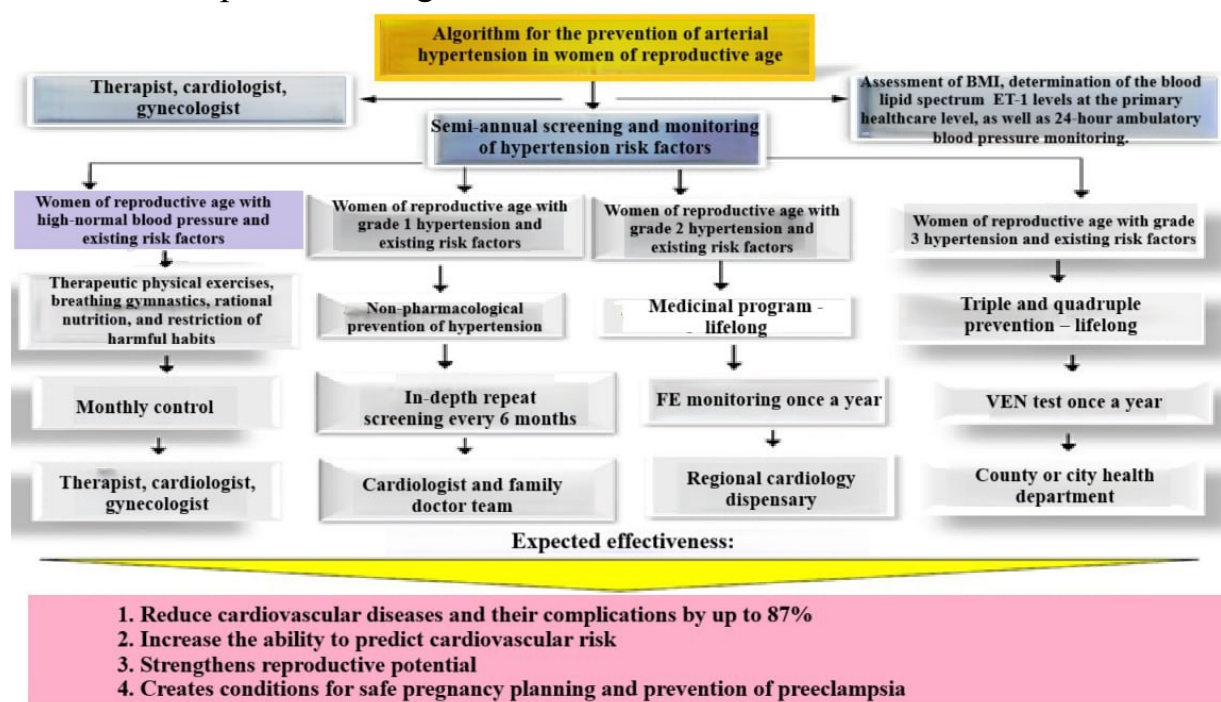 Algorithm for the prevention of arterial
hypertension in women of reproductive age
Therapist, cardiologist,
gynecologist
Assessment of BMI, determination of the blood
lipid spectrum ET-1 levels at the primary
healthcare level, as well as 24-hour ambulatory
blood pressure monitoring.
Semi-annual screening and monitoring
of hypertension risk factors
Women of reproductive age with
high-normal blood pressure and
existing risk factors
Women of reproductive age with
grade 1 hypertension and
existing risk factors
Women of reproductive age with
grade 2 hypertension and
existing risk factors
Women of reproductive age with grade
3 hypertension and existing risk factors
Therapeutic physical exercises,
breathing gymnastics, rational
nutrition, and restriction of
harmful habits
Non-pharmacological
prevention of hypertension
Medicinal program -
lifelong
Triple and quadruple
prevention – lifelong
Monthly control
In-depth repeat
screening every 6 months
FE monitoring once a year
VEN test once a year
Therapist, cardiologist,
gynecologist
Cardiologist and family
doctor team
Regional cardiology
dispensary
County or city health
department
Expected effectiveness:
1. Reduce cardiovascular diseases and their complications by up to 87%
2. Increase the ability to predict cardiovascular risk
3. Strengthens reproductive potential
4. Creates conditions for safe pregnancy planning and prevention of preeclampsia